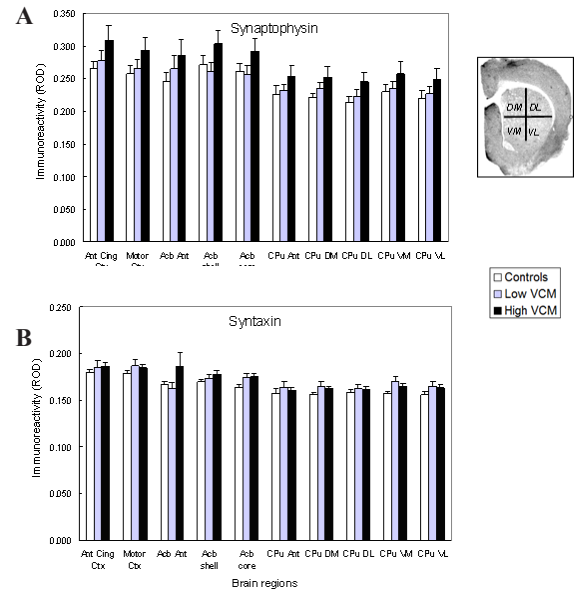 A
Synaptophysin
Immunoreactivity (ROD)
0.350
0.300
0.250
0.200
0.150
0.100
0.050
0.000
Ant Cing Motor Acb Ant Acb Acb CPu Ant CPu DM CPu DL CPu VM CPu VL
Ctx Ctx shell core
DM DL
VM VL
Controls
Low VCM
High VCM
B
Syntaxin
Immunoreactivity (ROD)
0.250
0.200
0.150
0.100
0.050
0.000
Ant Cing Motor Acb Ant Acb Acb CPu Ant CPu DM CPu DL CPu VM CPu VL
Ctx Ctx shell core
Brain regions